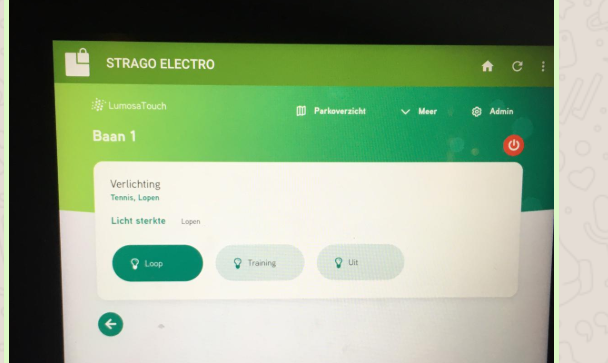 STRAGO ELECTRO
LumosaTouch
Parkoverzicht Meer Admin
Baan 1
Verlichting
Tennis, Lopen
Licht sterkte Lopen
Loop Training Uit